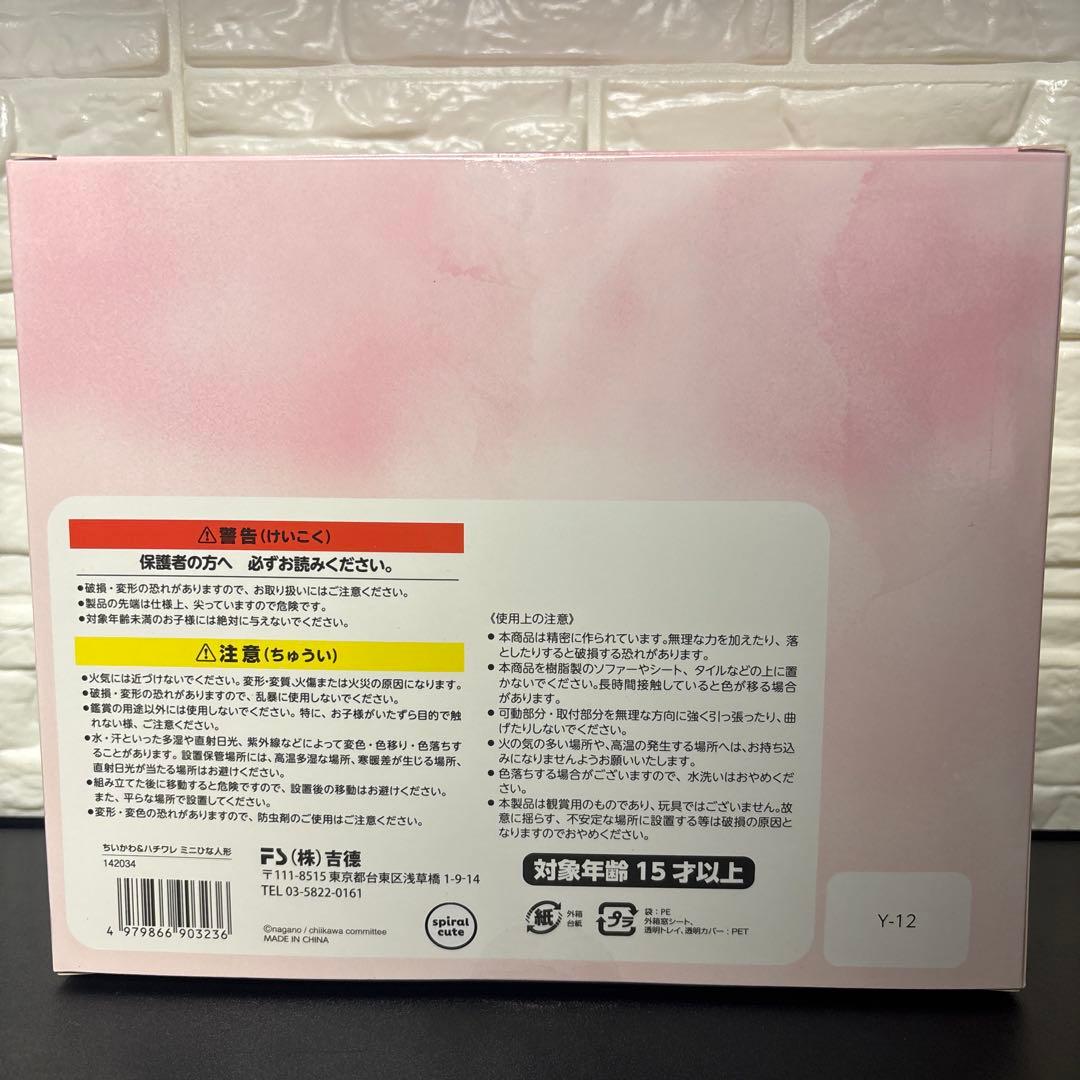 ⚠警告(けいこく)
保護者の方へ 必ずお読みください。
●破損・変形の恐れがありますので、お取り扱いにはご注意ください。
●製品の先端は仕様上、尖っていますので危険です。
●対象年齢未満のお子様には絶対に与えないでください。
⚠注意(ちゅうい)
●火気には近づけないでください。変形・変質、火傷または火災の原因になります。
●破損・変形の恐れがありますので、乱暴に使用しないでください。
●鑑賞の用途以外には使用しないでください。特に、お子様がいたずら目的で触
れない様、ご注意ください。
●水・汗といった多湿や直射日光、紫外線などによって変色・色移り・色落ちす
ることがあります。設置保管場所には、高温多湿な場所、寒暖差が生じる場所、
直射日光が当たる場所はお避けください。
●組み立てた後に移動すると危険ですので、設置後の移動はお避けください。
また、平らな場所で設置してください。
●変形・変色の恐れがありますので、防虫剤のご使用はご注意ください。
ちいかわ&ハチワレ ミニひな人形
142034
4 979866 903236
(株)吉徳
〒111-8515 東京都台東区浅草橋 1-9-14
TEL 03-5822-0161
©nagano / chiikawa committee
MADE IN CHINA
spiral
cute
《使用上の注意》
● 本商品は精密に作られています。無理な力を加えたり、落
としたりすると破損する恐れがあります。
● 本商品を樹脂製のソファーやシート、タイルなどの上に置
かないでください。長時間接触していると色が移る場合
があります。
● 可動部分・取付部分を無理な方向に強く引っ張ったり、曲
げたりしないでください。
● 火の気の多い場所や、高温の発生する場所へは、お持ち込
みになりませんようお願いいたします。
● 色落ちする場合がございますので、水洗いはおやめくだ
さい。
● 本製品は観賞用のものであり、玩具ではございません。故
意に揺らす、不安定な場所に設置する等は破損の原因と
なりますのでおやめください。
対象年齢 15 才以上
紙
外箱
台紙
プラ
袋：PE
外箱窓シート、
透明トレイ、透明カバー：PET
Y-12